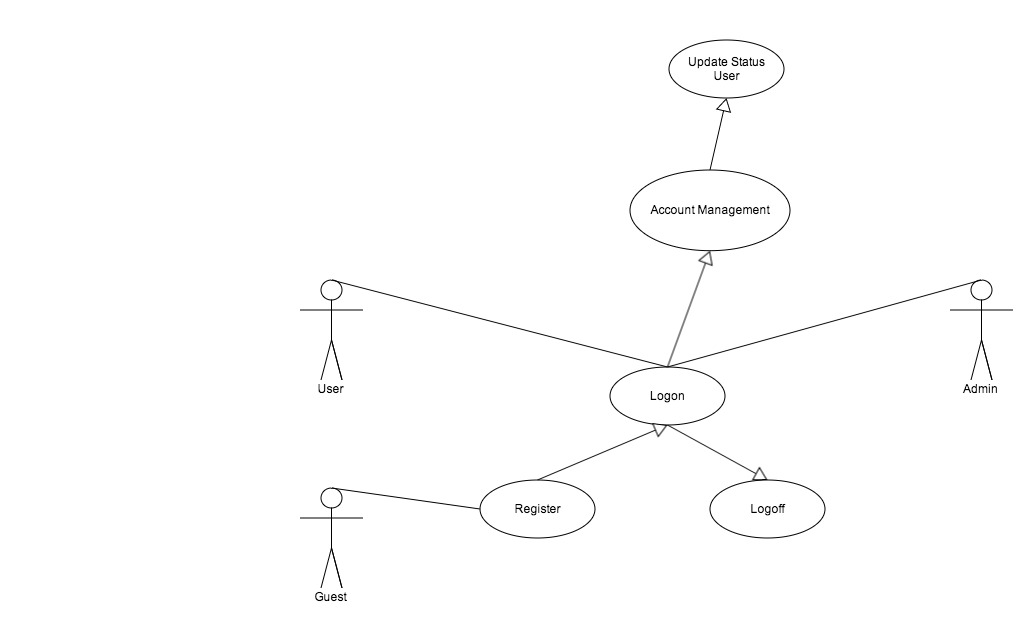 Update Status
User
Account Management
User
Logon
Admin
Register
Logoff
Guest